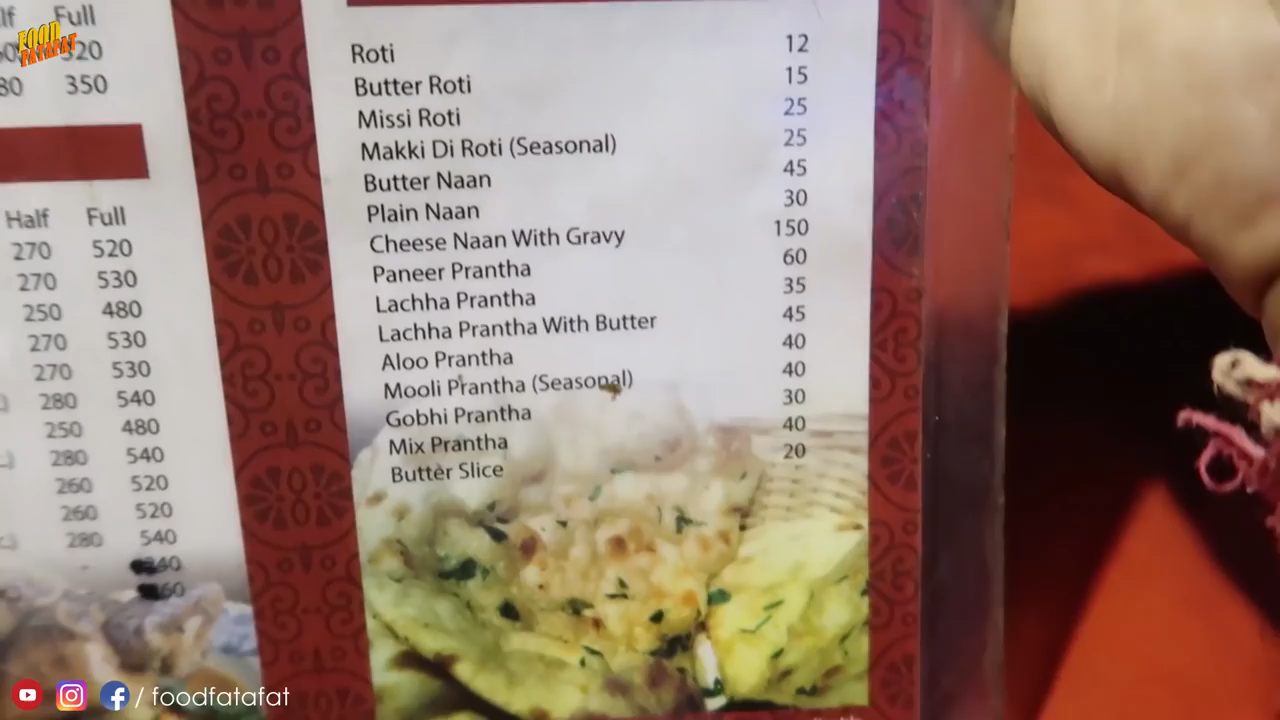 FOOD
FATAFAT
lf Full
320
80 350
Half Full
270 520
270 530
250 480
270 530
270 530
280 540
250 480
280 540
260 520
260 520
280 540
Roti 12
Butter Roti 15
Missi Roti 25
Makki Di Roti (Seasonal) 25
Butter Naan 45
Plain Naan 30
Cheese Naan With Gravy 150
Paneer Prantha 60
Lachha Prantha 35
Lachha Prantha With Butter 45
Aloo Prantha 40
Mooli Prantha (Seasonal) 40
Gobhi Prantha 30
Mix Prantha 40
Butter Slice 20
/ foodfatafat